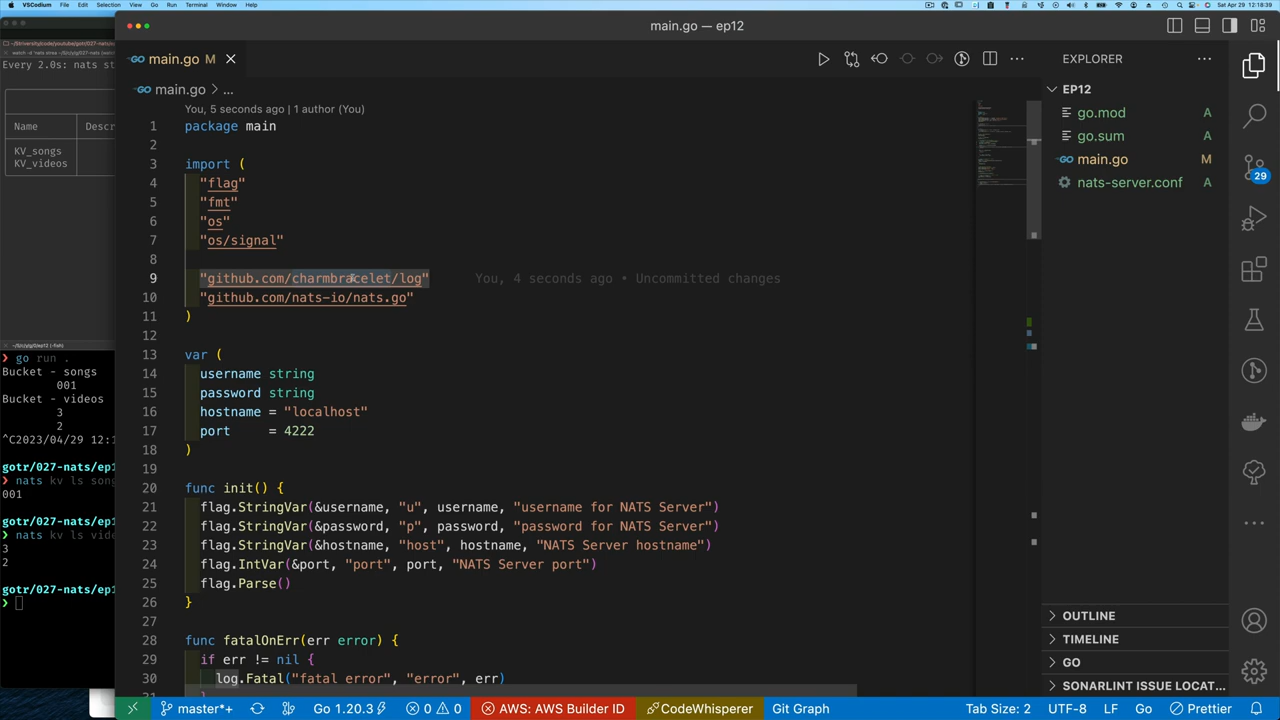 VSCodium File Edit Selection View Go Run Terminal Window Help
Sat Apr 29 12:18:39
main.go — ep12
main.go M
main.go > ...
You, 5 seconds ago | 1 author (You)
1 package main
2
3 import (
4 "flag"
5 "fmt"
6 "os"
7 "os/signal"
8
9 "github.com/charmbracelet/log" You, 4 seconds ago • Uncommitted changes
10 "github.com/nats-io/nats.go"
11 )
12
13 var (
14 username string
15 password string
16 hostname = "localhost"
17 port = 4222
18 )
19
20 func init() {
21 flag.StringVar(&username, "u", username, "username for NATS Server")
22 flag.StringVar(&password, "p", password, "password for NATS Server")
23 flag.StringVar(&hostname, "host", hostname, "NATS Server hostname")
24 flag.IntVar(&port, "port", port, "NATS Server port")
25 flag.Parse()
26 }
27
28 func fatalOnErr(err error) {
29 if err != nil {
30 log.Fatal("fatal error", "error", err)
31 }
EXPLORER
EP12
go.mod A
go.sum A
main.go M
nats-server.conf A
OUTLINE
TIMELINE
GO
SONARLINT ISSUE LOCAT...
29
Every 2.0s: nats st
Name Descr
KV_songs
KV_videos
❯ go run .
Bucket - songs
001
Bucket - videos
3
2
^C2023/04/29 12:1
gotr/027-nats/ep1
❯ nats kv ls song
001
gotr/027-nats/ep1
❯ nats kv ls vide
3
2
gotr/027-nats/ep1
❯
master*+ Go 1.20.3 0 0 AWS: AWS Builder ID CodeWhisperer Git Graph Tab Size: 2 UTF-8 LF Go Prettier